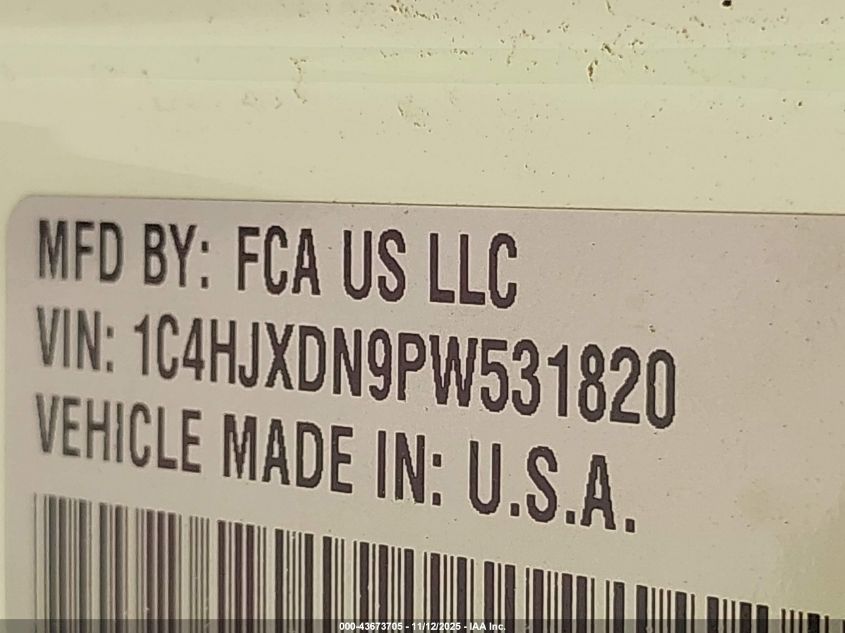 MFD BY: FCA US LLC
VIN: 1C4HJXDN9PW531820
VEHICLE MADE IN: U.S.A.
000-43673705 - 11/12/2025 - IAA Inc.